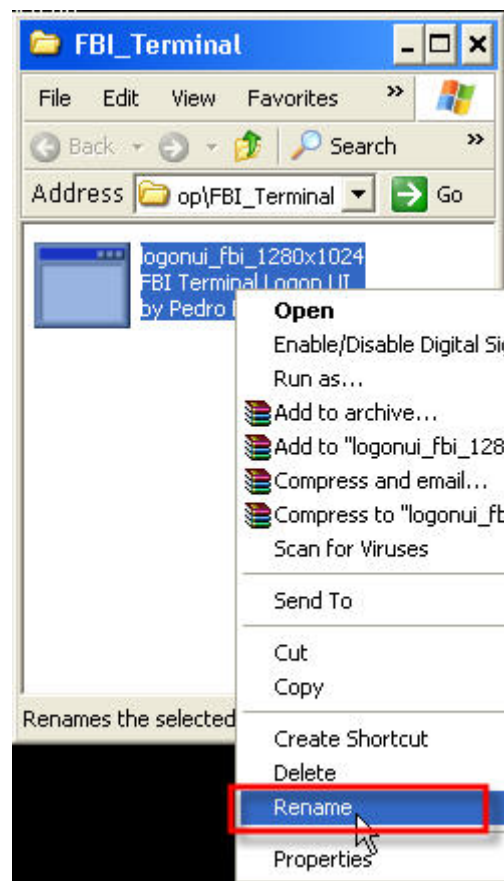 FBI_Terminal
File Edit View Favorites »
Back Search »
Address op\FBI_Terminal Go
logonui_fbi_1280x1024
FBI Terminal Logon UI
by Pedro
Open
Enable/Disable Digital Si
Run as...
Add to archive...
Add to "logonui_fbi_128
Compress and email...
Compress to "logonui_fb
Scan for Viruses
Send To
Cut
Copy
Renames the selected
Create Shortcut
Delete
Rename
Properties